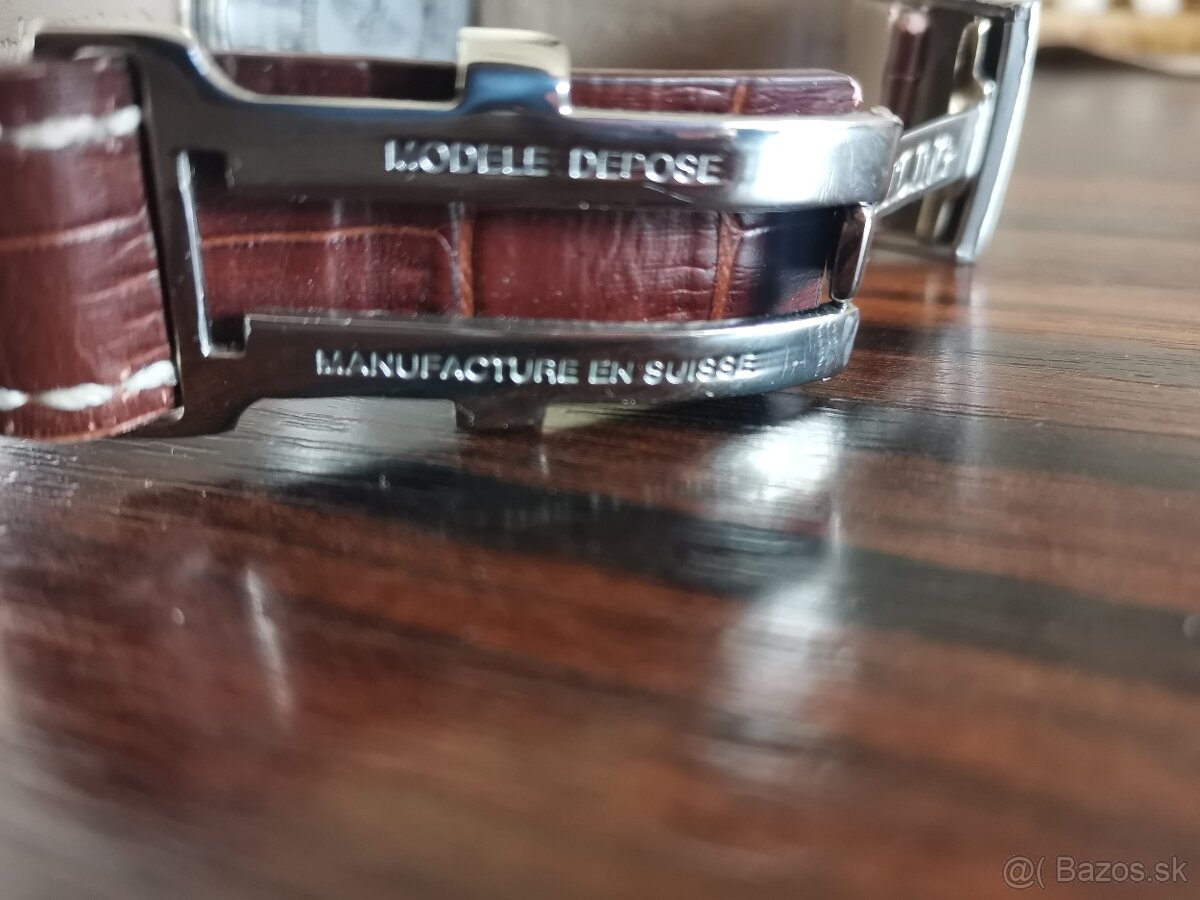 MODELE DEPOSE
MANUFACTURE EN SUISSE
@( Bazos.sk